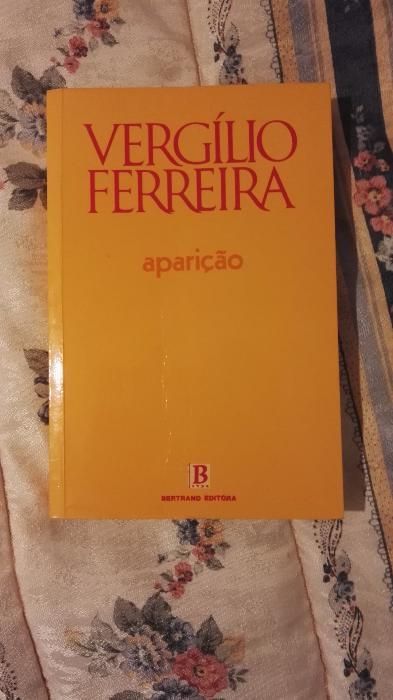 VERGÍLIO
FERREIRA
aparição
B
BERTRAND EDITORA